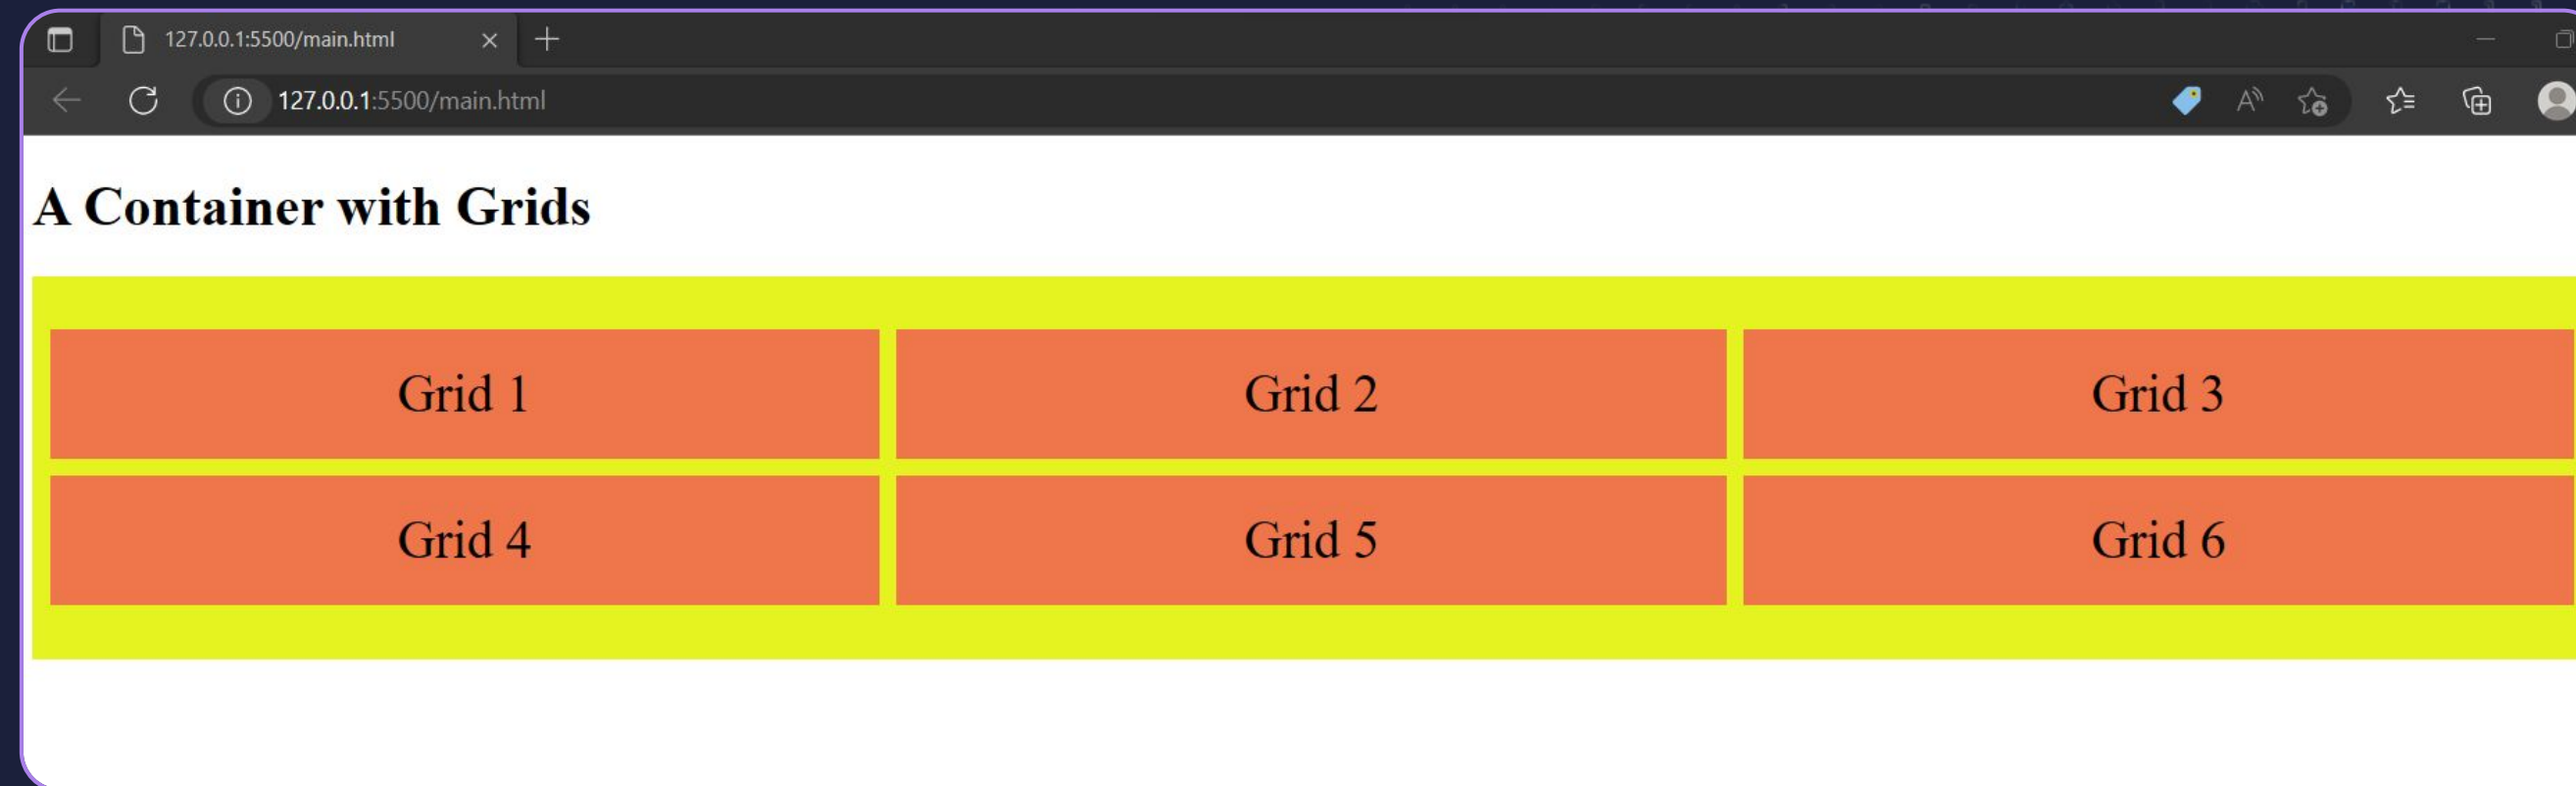 127.0.0.1:5500/main.html
127.0.0.1:5500/main.html
A Container with Grids
Grid 1 Grid 2 Grid 3
Grid 4 Grid 5 Grid 6